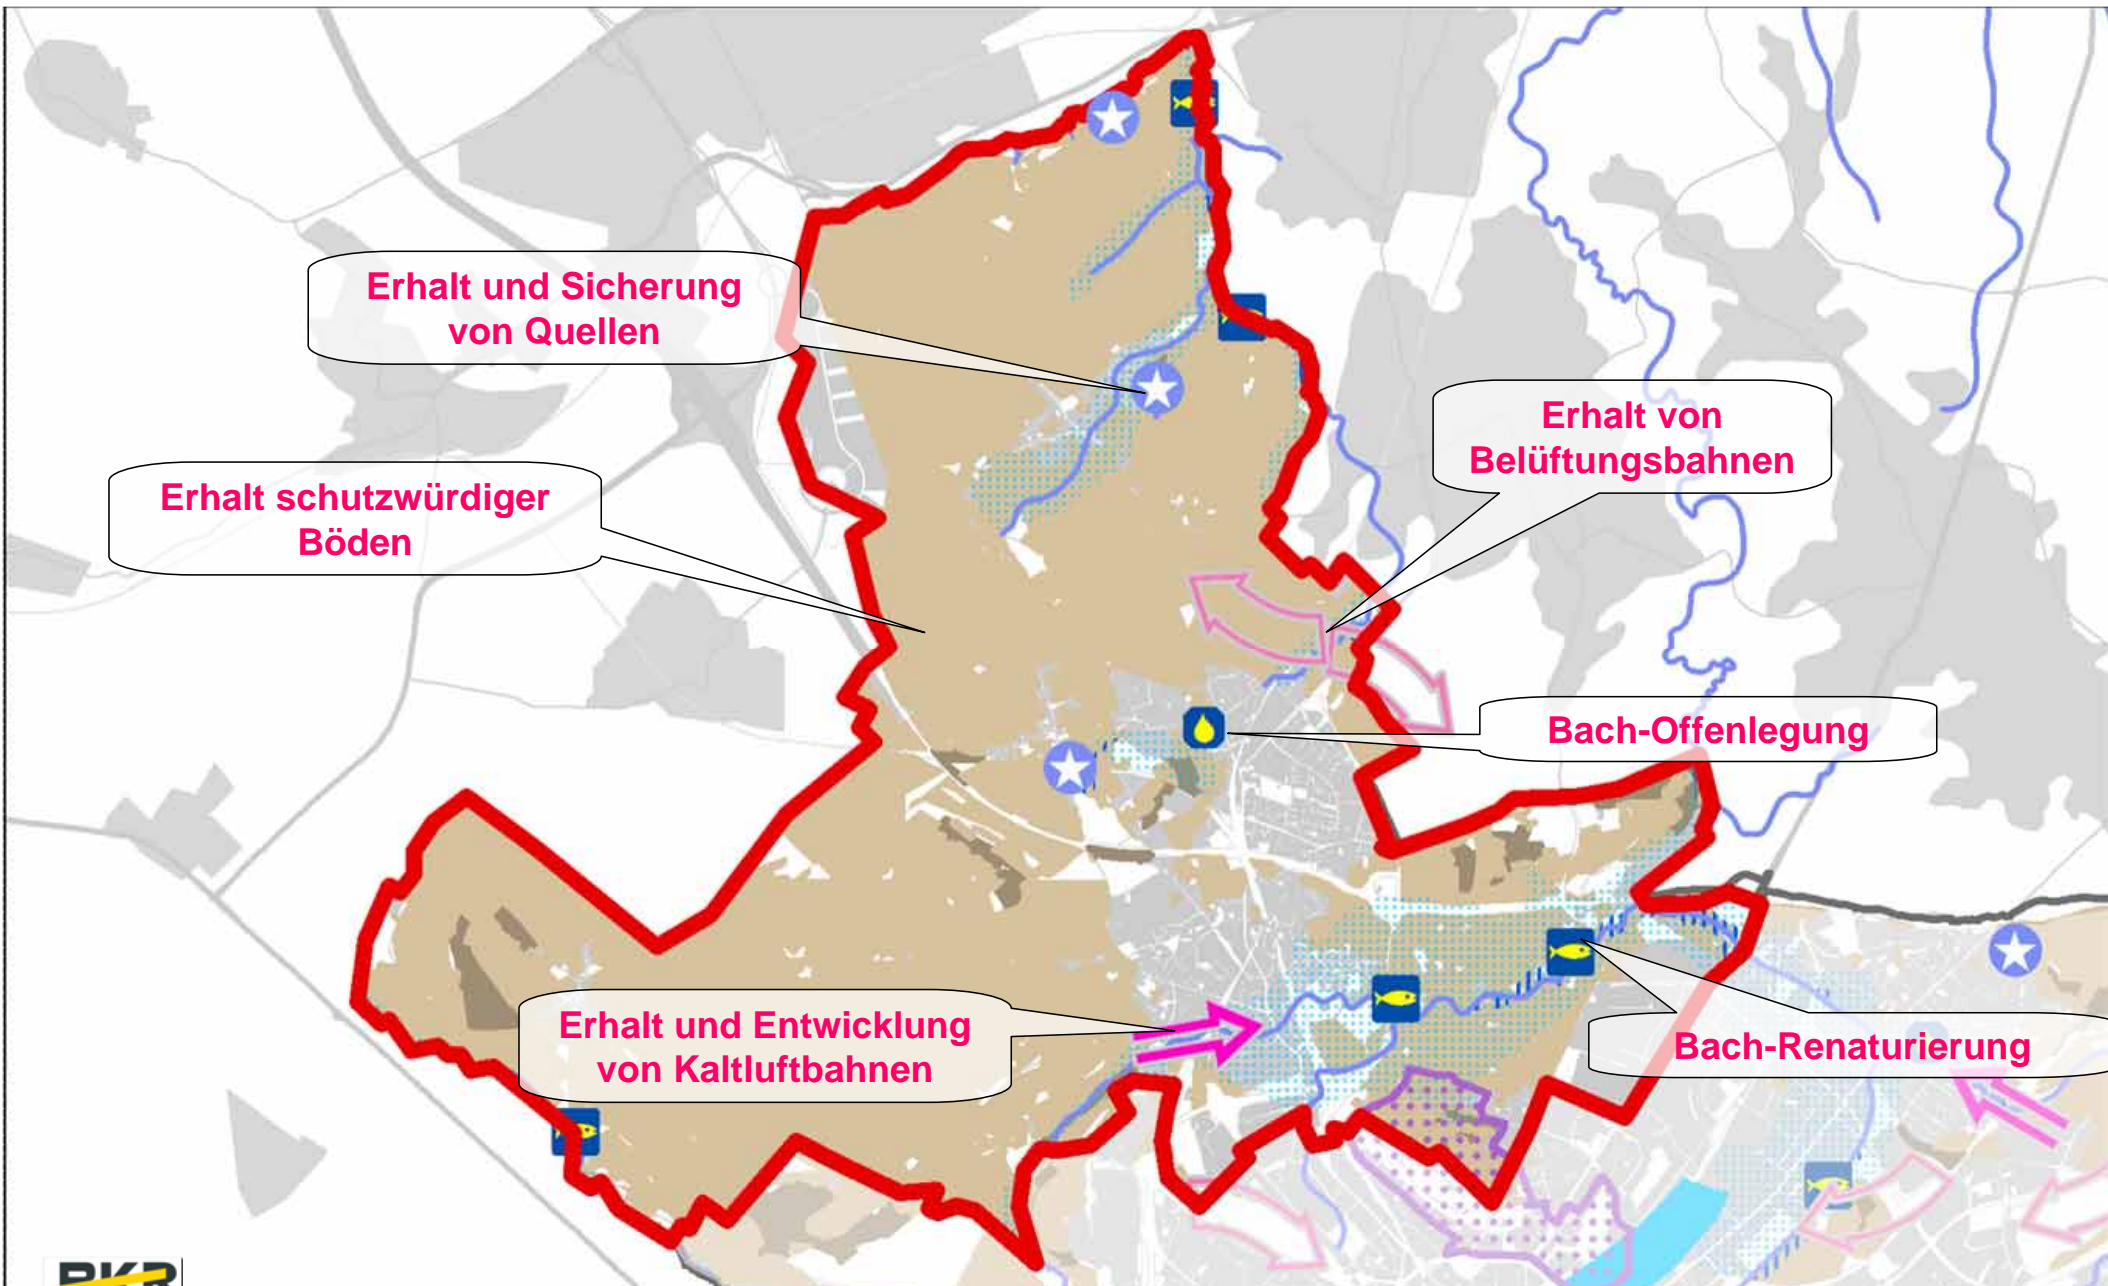 Erhalt und Sicherung
von Quellen
Erhalt von
Belüftungsbahnen
Erhalt schutzwürdiger
Böden
Bach-Offenlegung
Erhalt und Entwicklung
von Kaltluftbahnen
Bach-Renaturierung
BKR